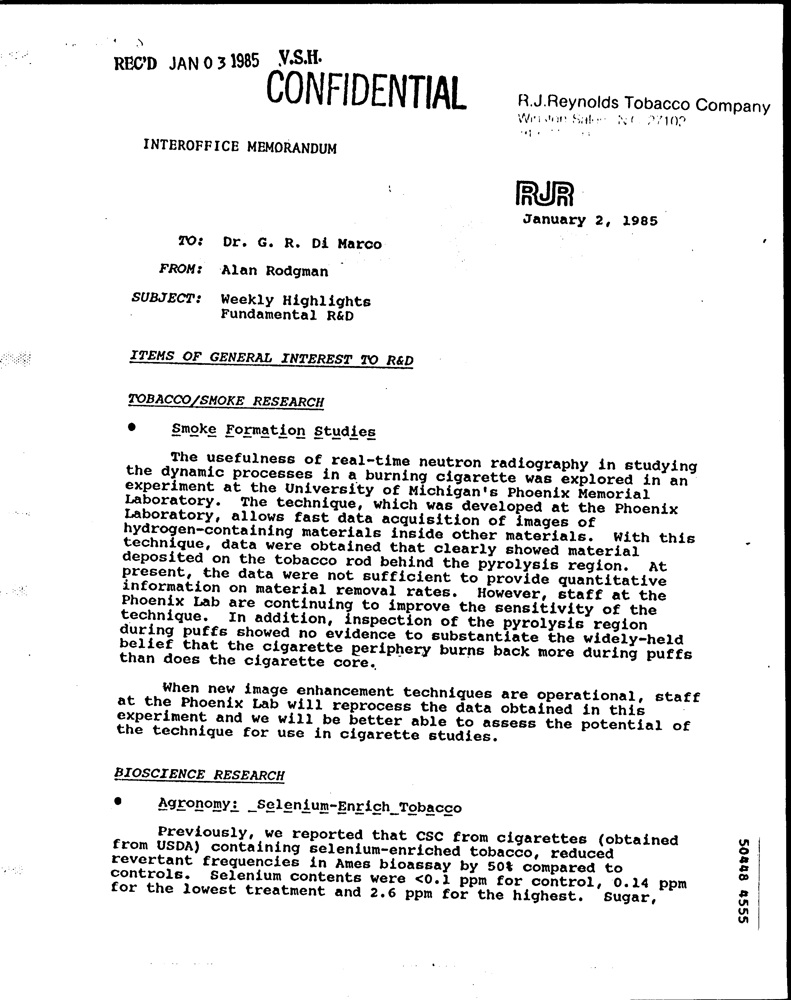 REC'D JAN 03 1985 V.S.H.
CONFIDENTIAL
R.J.Reynolds Tobacco Company
INTEROFFICE MEMORANDUM
RJR
January 2, 1985
TO: Dr. G. R. Di Marco
FROM: Alan Rodgman
SUBJECT: Weekly Highlights
Fundamental R&D
ITEMS OF GENERAL INTEREST TO R&D
TOBACCO/SMOKE RESEARCH
• Smoke Formation Studies
The usefulness of real-time neutron radiography in studying
the dynamic processes in a burning cigarette was explored in an
experiment at the University of Michigan's Phoenix Memorial
Laboratory. The technique, which was developed at the Phoenix
Laboratory, allows fast data acquisition of images of
hydrogen-containing materials inside other materials. With this
technique, data were obtained that clearly showed material
deposited on the tobacco rod behind the pyrolysis region. At
present, the data were not sufficient to provide quantitative
information on material removal rates. However, staff at the
Phoenix Lab are continuing to improve the sensitivity of the
technique. In addition, inspection of the pyrolysis region
during puffs showed no evidence to substantiate the widely-held
belief that the cigarette periphery burns back more during puffs
than does the cigarette core.
When new image enhancement techniques are operational, staff
at the Phoenix Lab will reprocess the data obtained in this
experiment and we will be better able to assess the potential of
the technique for use in cigarette studies.
BIOSCIENCE RESEARCH
• Agronomy: Selenium-Enrich Tobacco
Previously, we reported that CSC from cigarettes (obtained
from USDA) containing selenium-enriched tobacco, reduced
revertant frequencies in Ames bioassay by 50% compared to
controls. Selenium contents were <0.1 ppm for control, 0.14 ppm
for the lowest treatment and 2.6 ppm for the highest. Sugar,
50448 4555